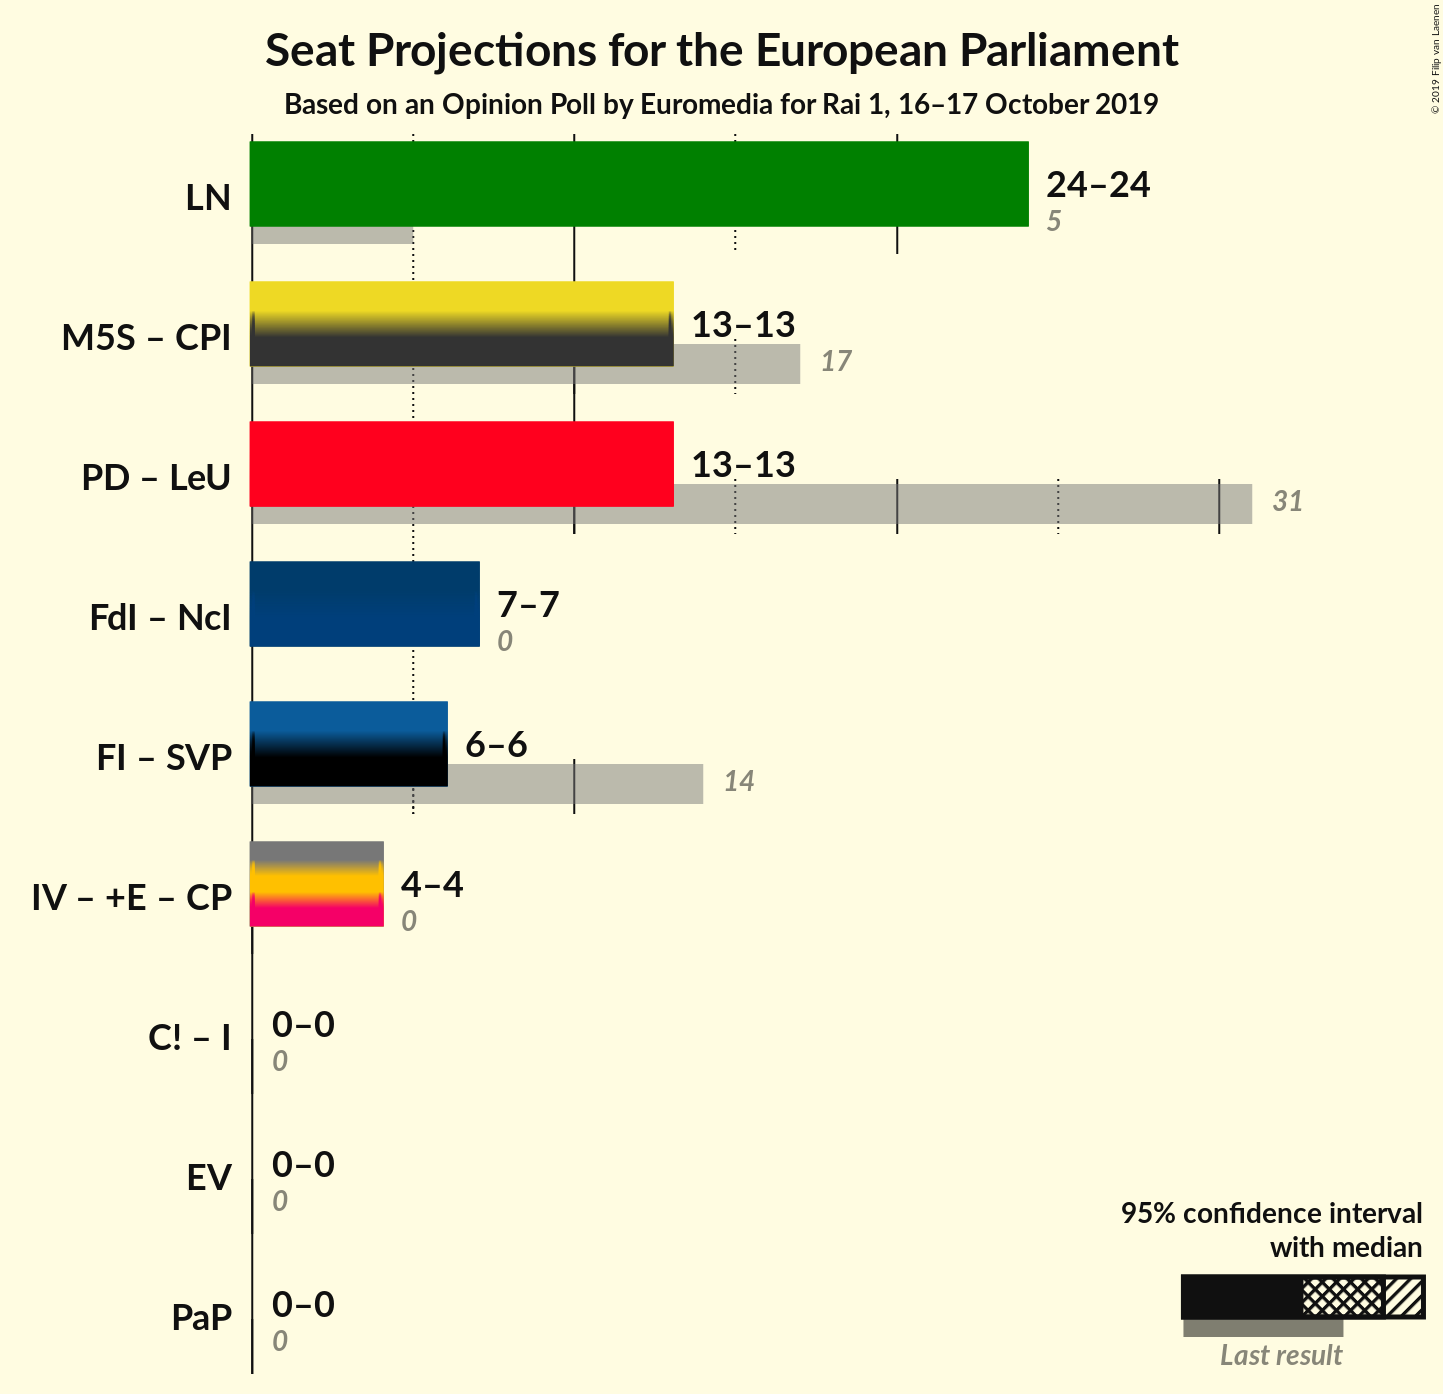 Seat Projections for the European Parliament
Based on an Opinion Poll by Euromedia for Rai 1, 16–17 October 2019
© 2019 Filip van Laenen
LN
24–24
5
M5S – CPI
13–13
17
PD – LeU
13–13
31
FdI – NcI
7–7
0
FI – SVP
6–6
14
IV – +E – CP
4–4
0
C! – I
0–0
0
EV
0–0
0
PaP
0–0
0
95% confidence interval
with median
Last result